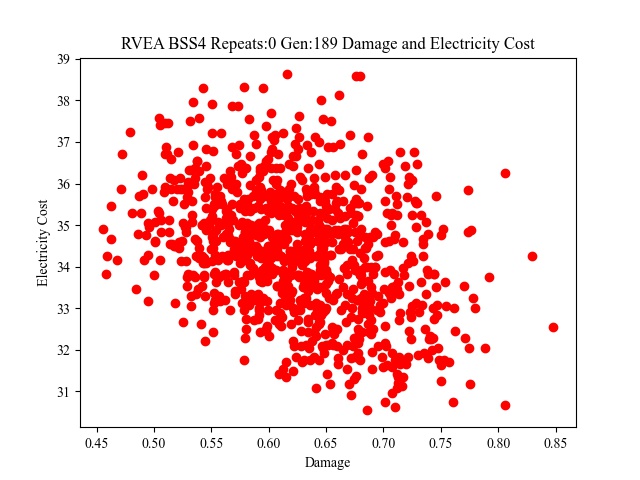 RVEA BSS4 Repeats:0 Gen:189 Damage and Electricity Cost
39
38
37
36
35
34
33
32
31
Electricity Cost
0.45 0.50 0.55 0.60 0.65 0.70 0.75 0.80 0.85
Damage